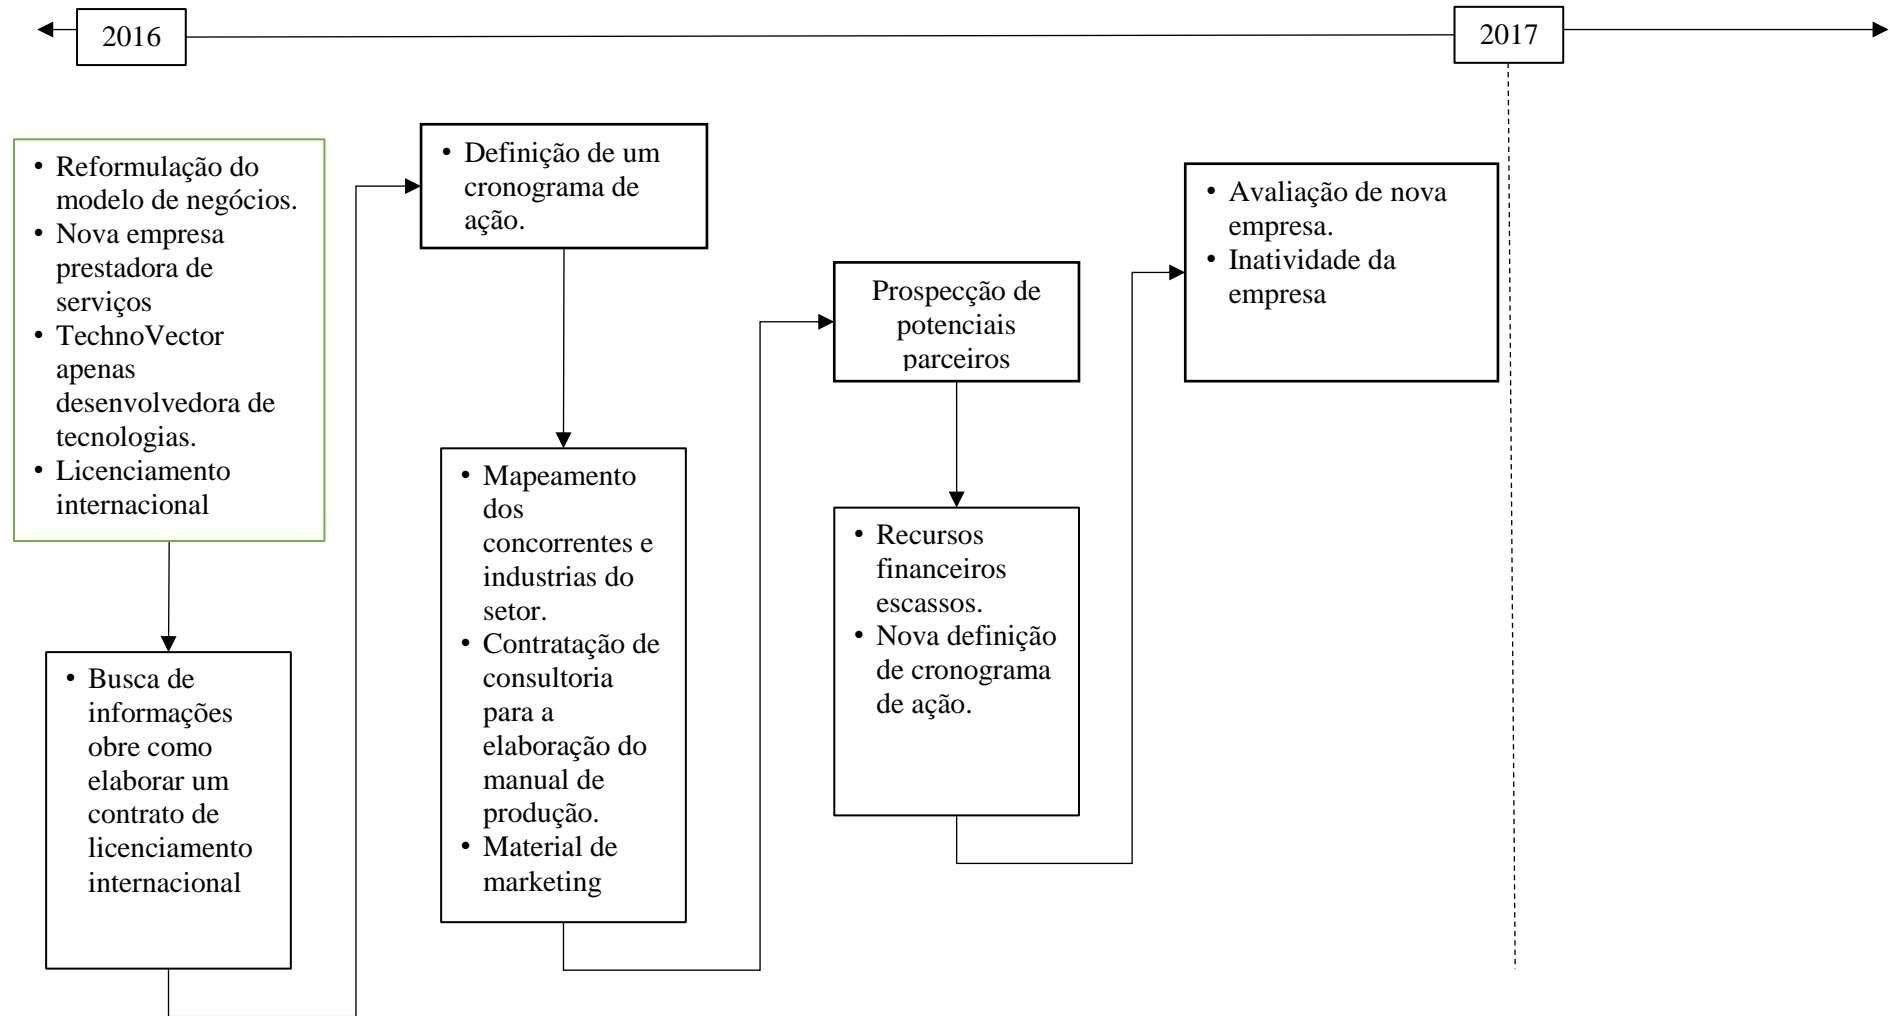 2016
2017
• Reformulação do
modelo de negócios.
• Nova empresa
prestadora de
serviços
• TechnoVector
apenas
desenvolvedora de
tecnologias.
• Licenciamento
internacional
• Busca de
informações
obre como
elaborar um
contrato de
licenciamento
internacional
• Definição de um
cronograma de
ação.
• Mapeamento
dos
concorrentes e
industrias do
setor.
• Contratação de
consultoria
para a
elaboração do
manual de
produção.
• Material de
marketing
Prospecção de
potenciais
parceiros
• Recursos
financeiros
escassos.
• Nova definição
de cronograma
de ação.
• Avaliação de nova
empresa.
• Inatividade da
empresa